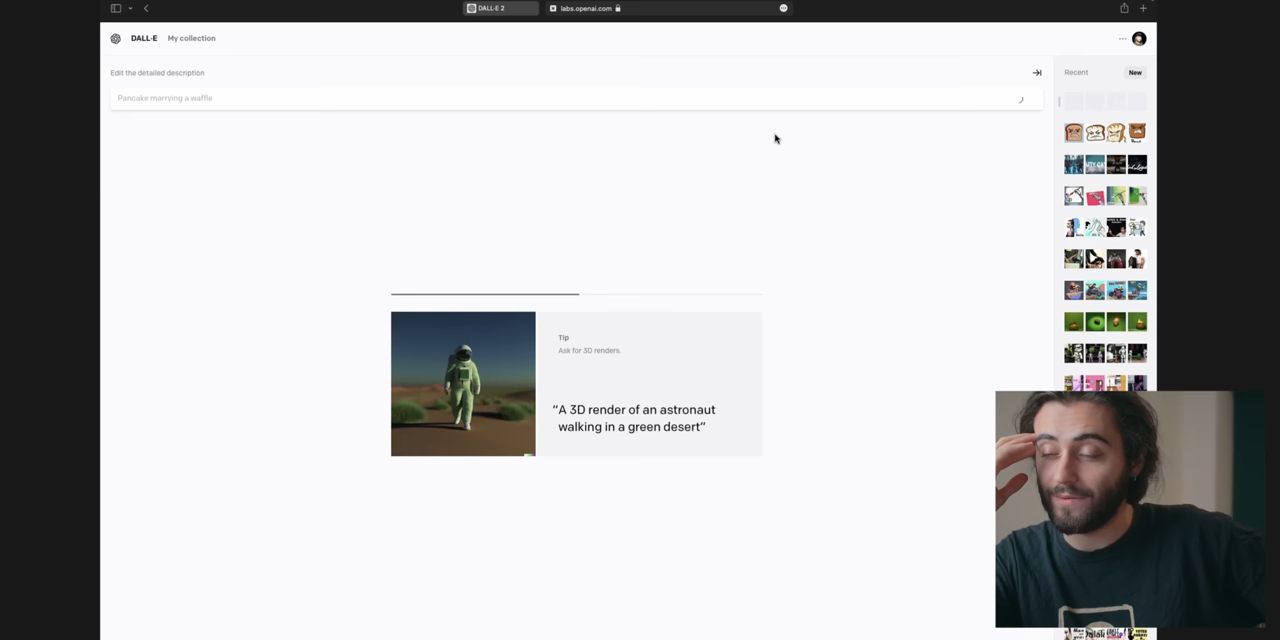 DALL·E 2
labs.openai.com
DALL·E
My collection
Edit the detailed description
Recent
New
Pancake marrying a waffle
Tip
Ask for 3D renders.
“A 3D render of an astronaut
walking in a green desert”